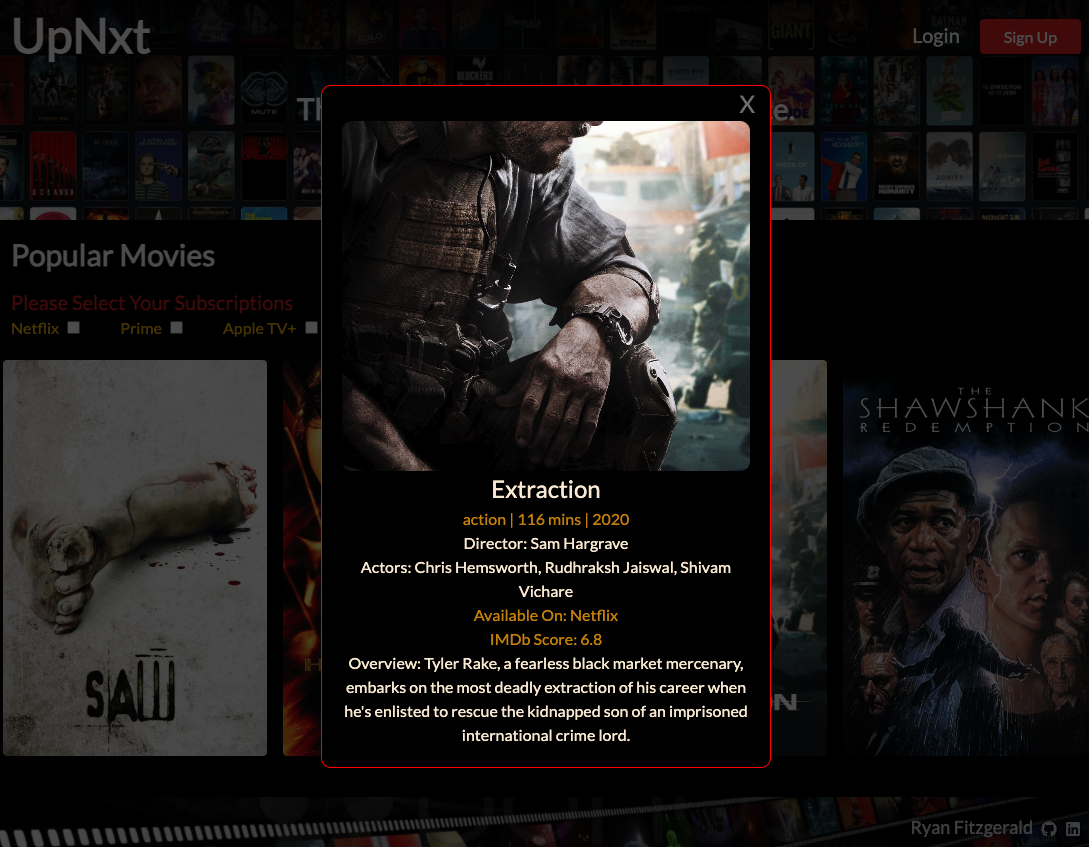 UpNxt
Login
Sign Up
BLOCKERS
GIANT
MUTE
X
Popular Movies
Please Select Your Subscriptions
Netflix
Prime
Apple TV+
SAW
THE
SHAWSHANK
REDEMPTION
Extraction
action | 116 mins | 2020
Director: Sam Hargrave
Actors: Chris Hemsworth, Rudhraksh Jaiswal, Shivam
Vichare
Available On: Netflix
IMDb Score: 6.8
Overview: Tyler Rake, a fearless black market mercenary,
embarks on the most deadly extraction of his career when
he's enlisted to rescue the kidnapped son of an imprisoned
international crime lord.
Ryan Fitzgerald